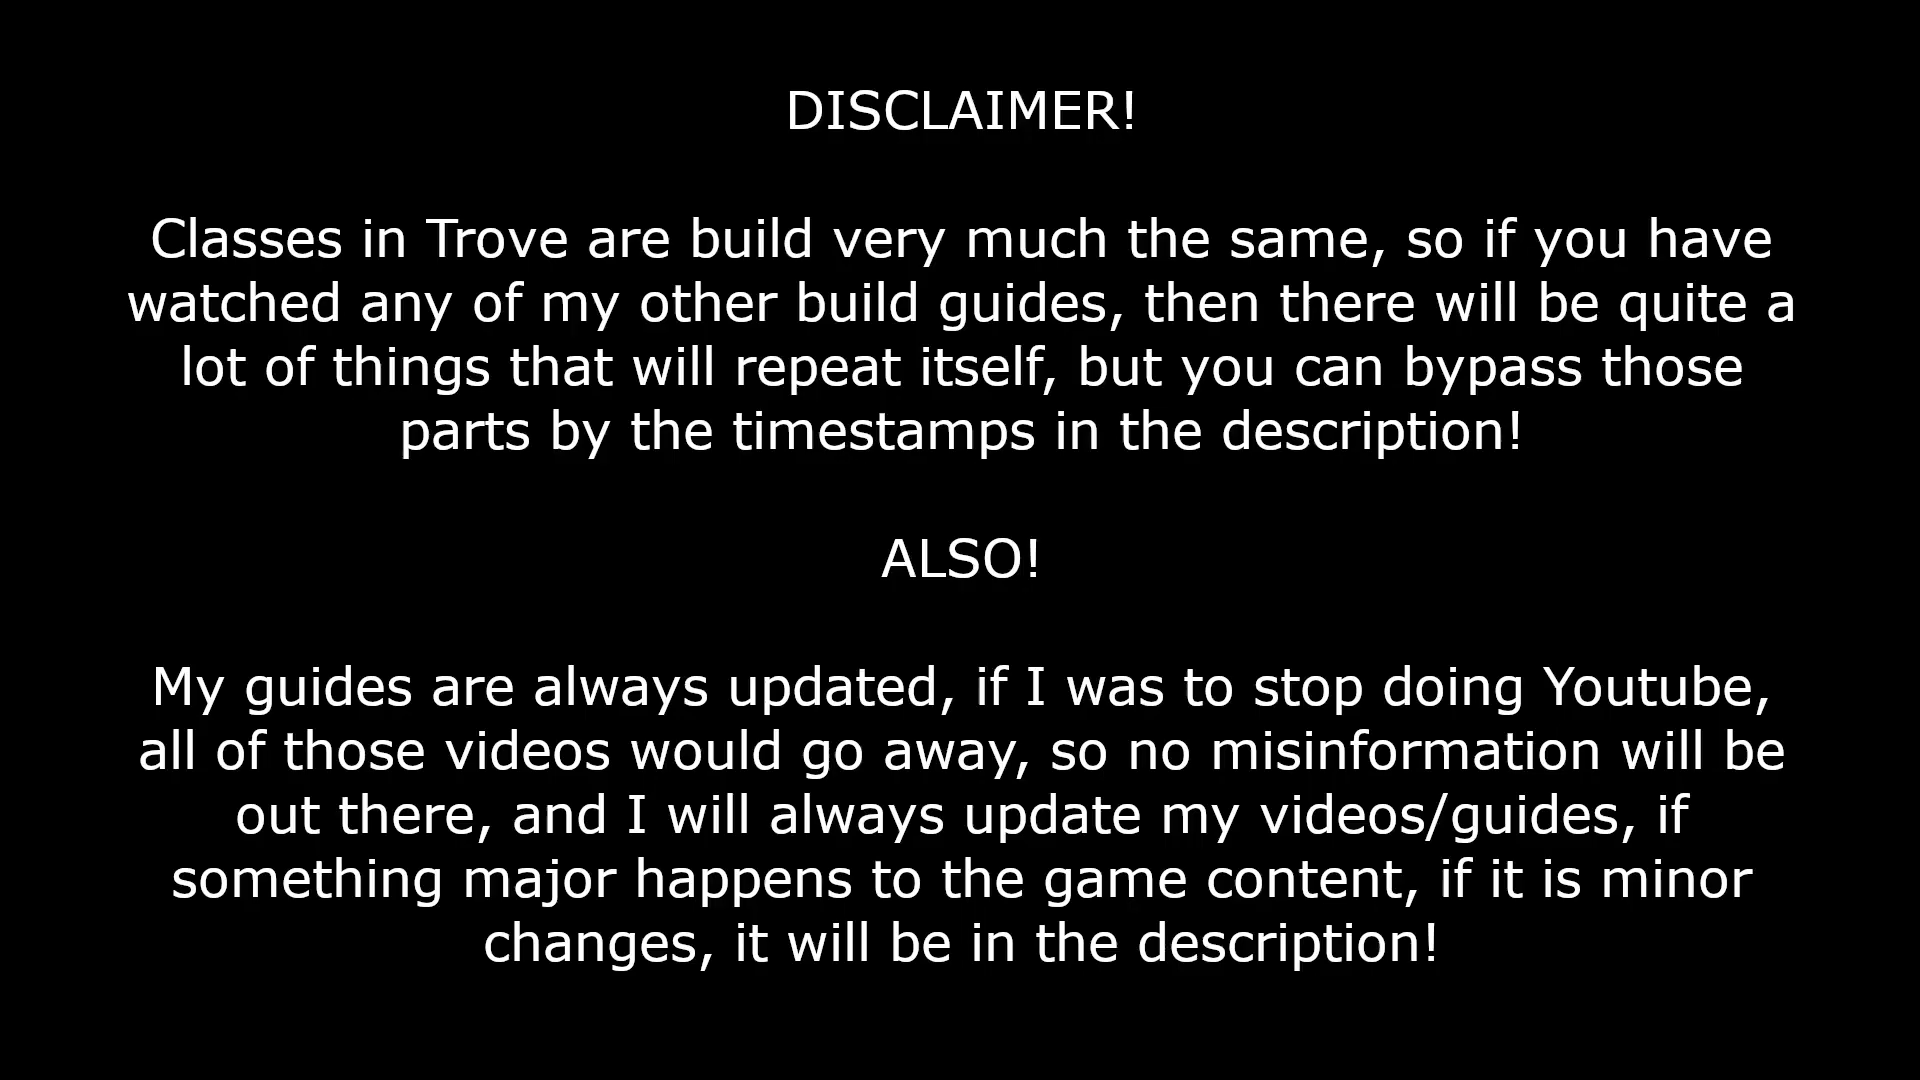 DISCLAIMER!
Classes in Trove are build very much the same, so if you have
watched any of my other build guides, then there will be quite a
lot of things that will repeat itself, but you can bypass those
parts by the timestamps in the description!
ALSO!
My guides are always updated, if I was to stop doing Youtube,
all of those videos would go away, so no misinformation will be
out there, and I will always update my videos/guides, if
something major happens to the game content, if it is minor
changes, it will be in the description!